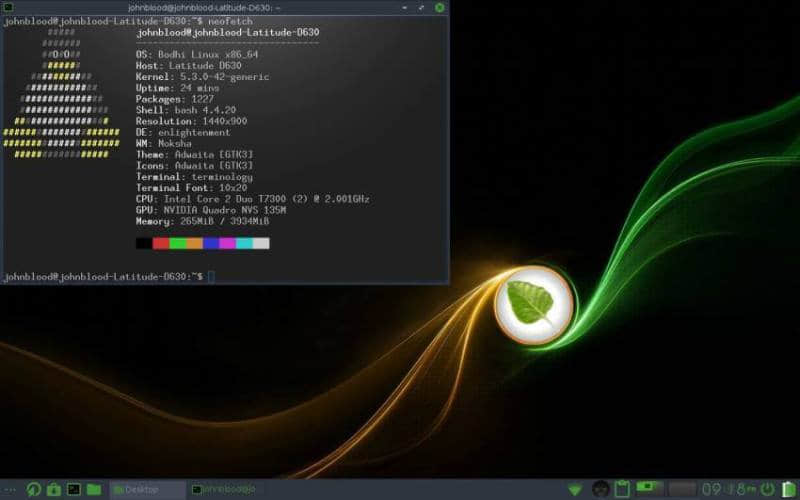 johnblood@johnblood-Latitude-D630: ~
johnblood@johnblood-Latitude-D630:~$ neofetch
johnblood@johnblood-Latitude-D630
---------------------------------
OS: Bodhi Linux x86_64
Host: Latitude D630
Kernel: 5.3.0-42-generic
Uptime: 24 mins
Packages: 1227
Shell: bash 4.4.20
Resolution: 1440x900
DE: enlightenment
WM: Moksha
Theme: Adwaita [GTK3]
Icons: Adwaita [GTK3]
Terminal: terminology
Terminal Font: 10x20
CPU: Intel Core 2 Duo T7300 (2) @ 2.001GHz
GPU: NVIDIA Quadro NVS 135M
Memory: 265MiB / 3934MiB
johnblood@johnblood-Latitude-D630:~$
Desktop
johnblood@jo